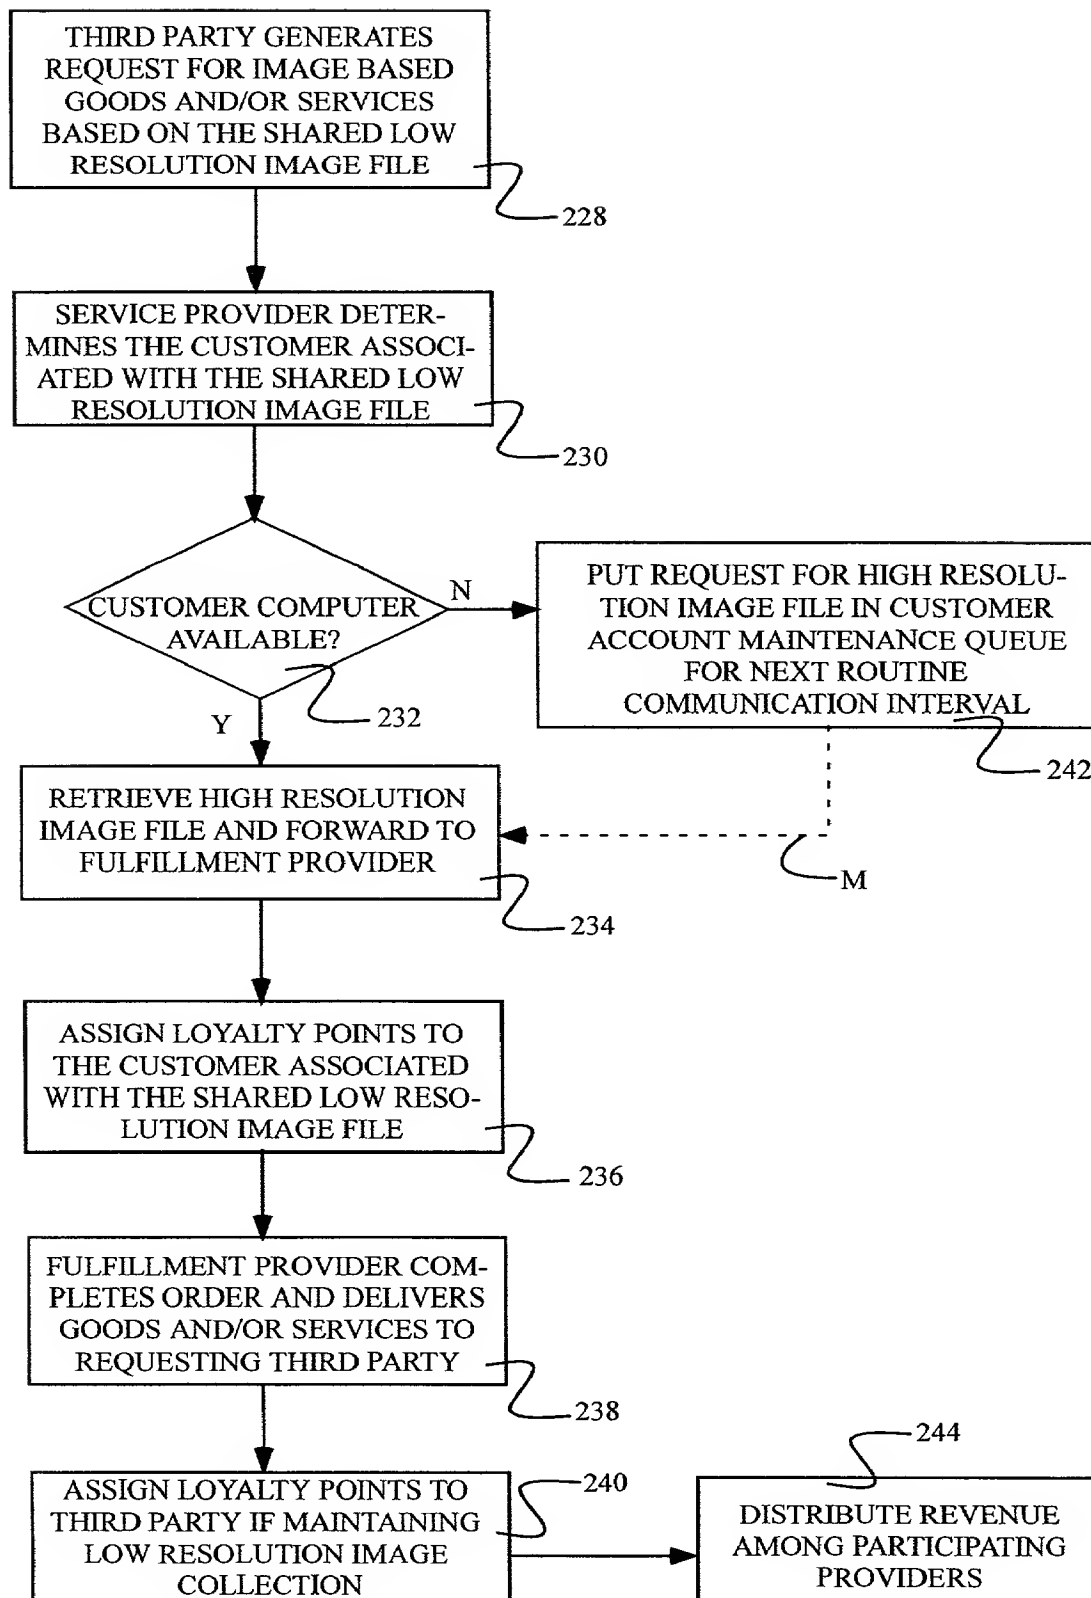 THIRD PARTY GENERATES
REQUEST FOR IMAGE BASED
GOODS AND/OR SERVICES
BASED ON THE SHARED LOW
RESOLUTION IMAGE FILE
228
SERVICE PROVIDER DETER-
MINES THE CUSTOMER ASSOCI-
ATED WITH THE SHARED LOW
RESOLUTION IMAGE FILE
230
CUSTOMER COMPUTER
AVAILABLE?
N
Y
232
PUT REQUEST FOR HIGH RESOLU-
TION IMAGE FILE IN CUSTOMER
ACCOUNT MAINTENANCE QUEUE
FOR NEXT ROUTINE
COMMUNICATION INTERVAL
242
RETRIEVE HIGH RESOLUTION
IMAGE FILE AND FORWARD TO
FULFILLMENT PROVIDER
M
234
ASSIGN LOYALTY POINTS TO
THE CUSTOMER ASSOCIATED
WITH THE SHARED LOW RESO-
LUTION IMAGE FILE
236
FULFILLMENT PROVIDER COM-
PLETES ORDER AND DELIVERS
GOODS AND/OR SERVICES TO
REQUESTING THIRD PARTY
238
ASSIGN LOYALTY POINTS TO
THIRD PARTY IF MAINTAINING
LOW RESOLUTION IMAGE
COLLECTION
240
244
DISTRIBUTE REVENUE
AMONG PARTICIPATING
PROVIDERS